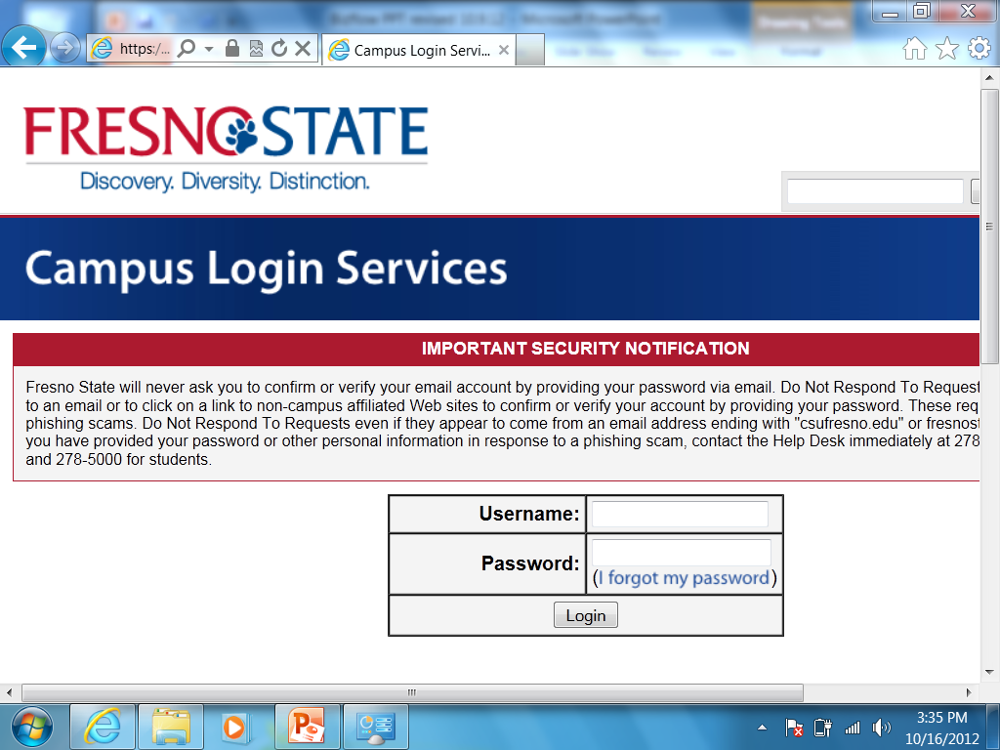 https:/...
Campus Login Servi...
FRESNO STATE
Discovery. Diversity. Distinction.
Campus Login Services
IMPORTANT SECURITY NOTIFICATION
Fresno State will never ask you to confirm or verify your email account by providing your password via email. Do Not Respond To Request
to an email or to click on a link to non-campus affiliated Web sites to confirm or verify your account by providing your password. These req
phishing scams. Do Not Respond To Requests even if they appear to come from an email address ending with "csufresno.edu" or fresnost
you have provided your password or other personal information in response to a phishing scam, contact the Help Desk immediately at 278
and 278-5000 for students.
Username:
Password:
(I forgot my password)
Login
3:35 PM
10/16/2012